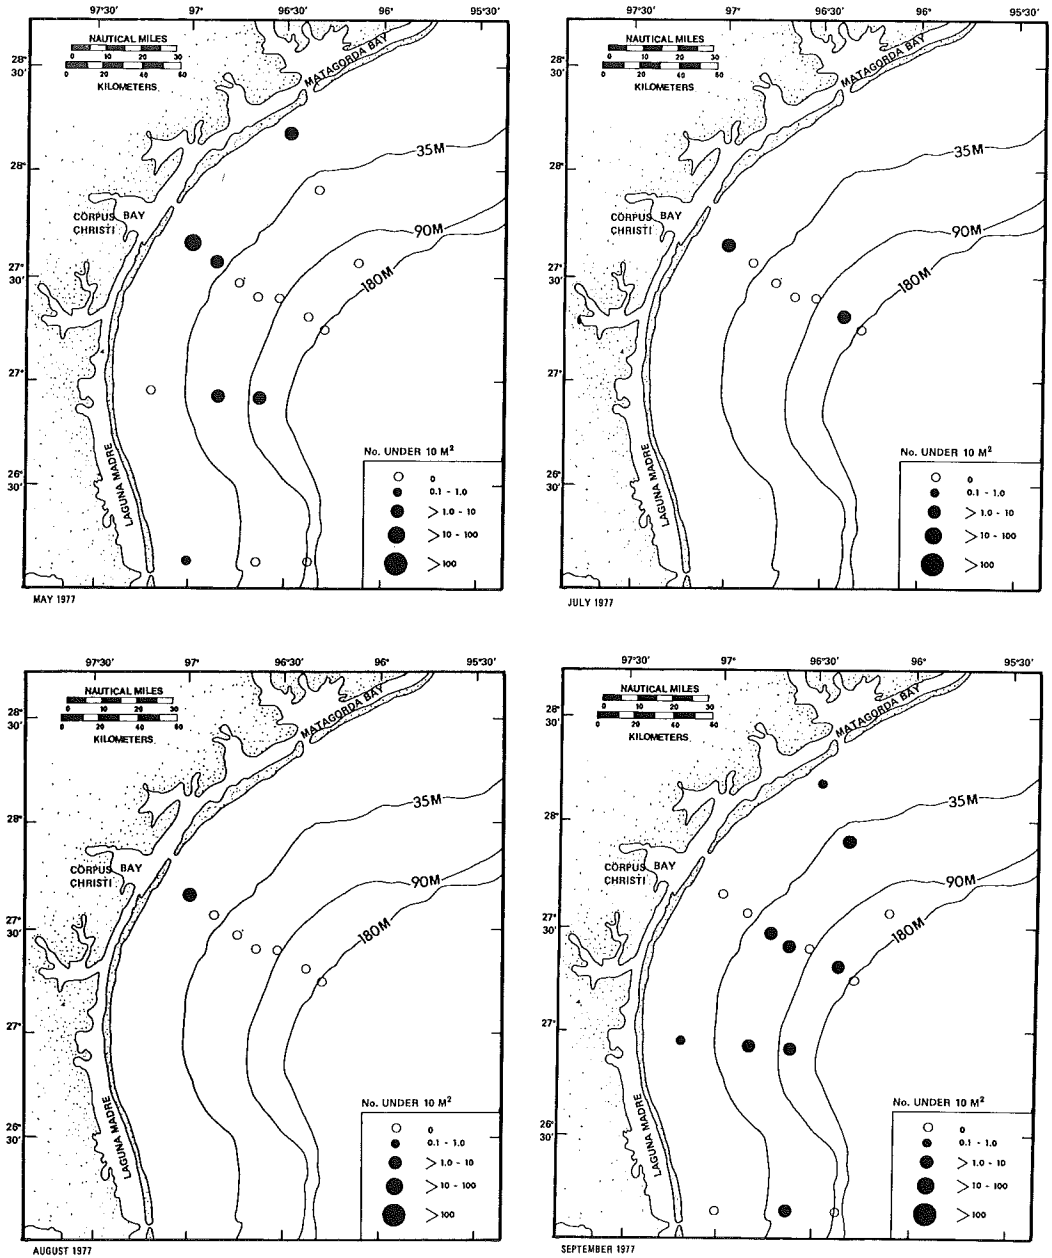 97°30' 97° 96°30' 96° 95°30'
NAUTICAL MILES
0 10 20 30
0 20 40 60
KILOMETERS
MATAGORDA BAY
28° 30'
28°
27° 30'
27°
26° 30'
CORPUS CHRISTI BAY
LAGUNA MADRE
35M
90M
180M
No. UNDER 10 M²
0
0.1 - 1.0
>1.0 - 10
>10 - 100
>100
MAY 1977
97°30' 97° 96°30' 96° 95°30'
NAUTICAL MILES
0 10 20 30
0 20 40 60
KILOMETERS
MATAGORDA BAY
28° 30'
28°
27° 30'
27°
26° 30'
CORPUS CHRISTI BAY
LAGUNA MADRE
35M
90M
180M
No. UNDER 10 M²
0
0.1 - 1.0
>1.0 - 10
>10 - 100
>100
JULY 1977
97°30' 97° 96°30' 96° 95°30'
NAUTICAL MILES
0 10 20 30
0 20 40 60
KILOMETERS
MATAGORDA BAY
28° 30'
28°
27° 30'
27°
26° 30'
CORPUS CHRISTI BAY
LAGUNA MADRE
35M
90M
180M
No. UNDER 10 M²
0
0.1 - 1.0
>1.0 - 10
>10 - 100
>100
AUGUST 1977
97°30' 97° 96°30' 96° 95°30'
NAUTICAL MILES
0 10 20 30
0 20 40 60
KILOMETERS
MATAGORDA BAY
28° 30'
28°
27° 30'
27°
26° 30'
CORPUS CHRISTI BAY
LAGUNA MADRE
35M
90M
180M
No. UNDER 10 M²
0
0.1 - 1.0
>1.0 - 10
>10 - 100
>100
SEPTEMBER 1977